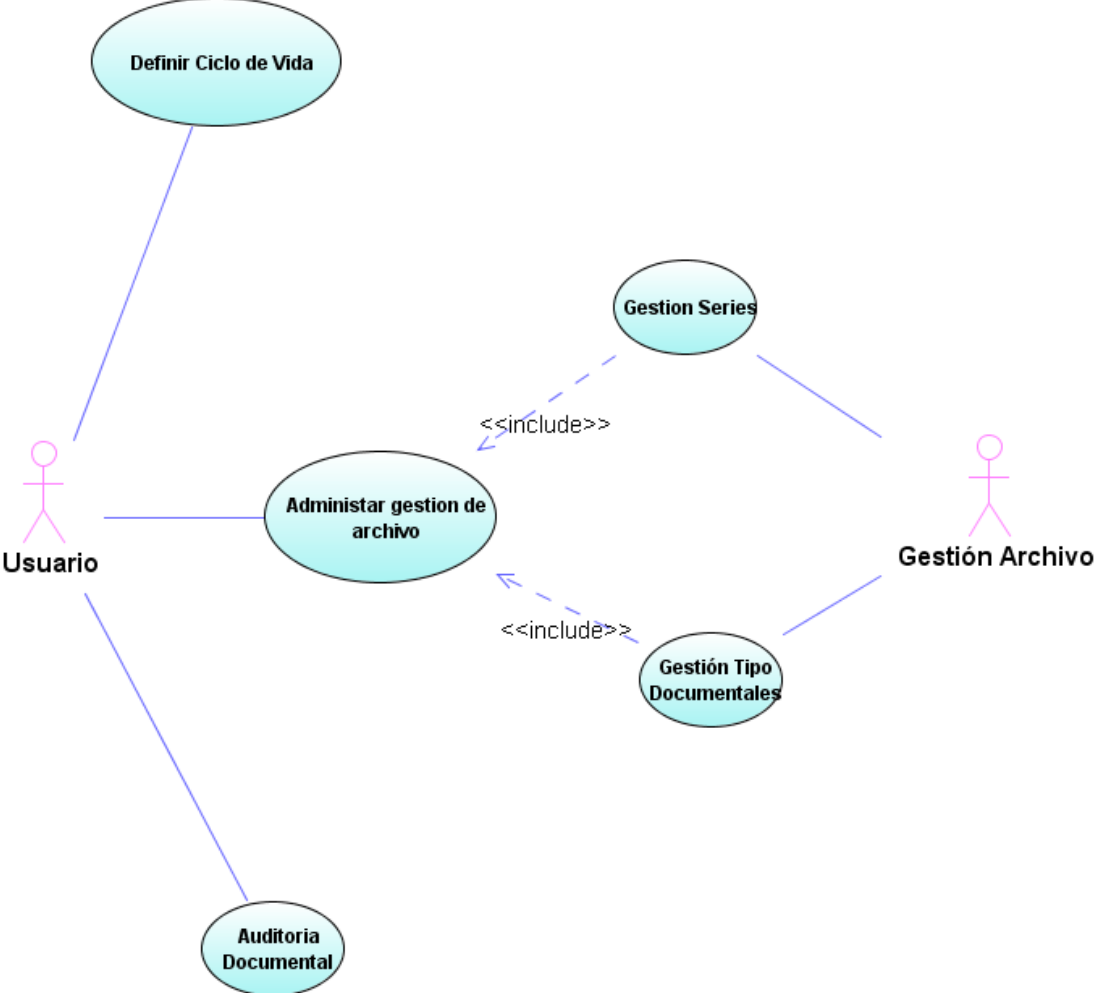 Definir Ciclo de Vida
Gestion Series
<<include>>
Administar gestion de
archivo
Usuario
Gestión Archivo
<<include>>
Gestión Tipo
Documentales
Auditoria
Documental